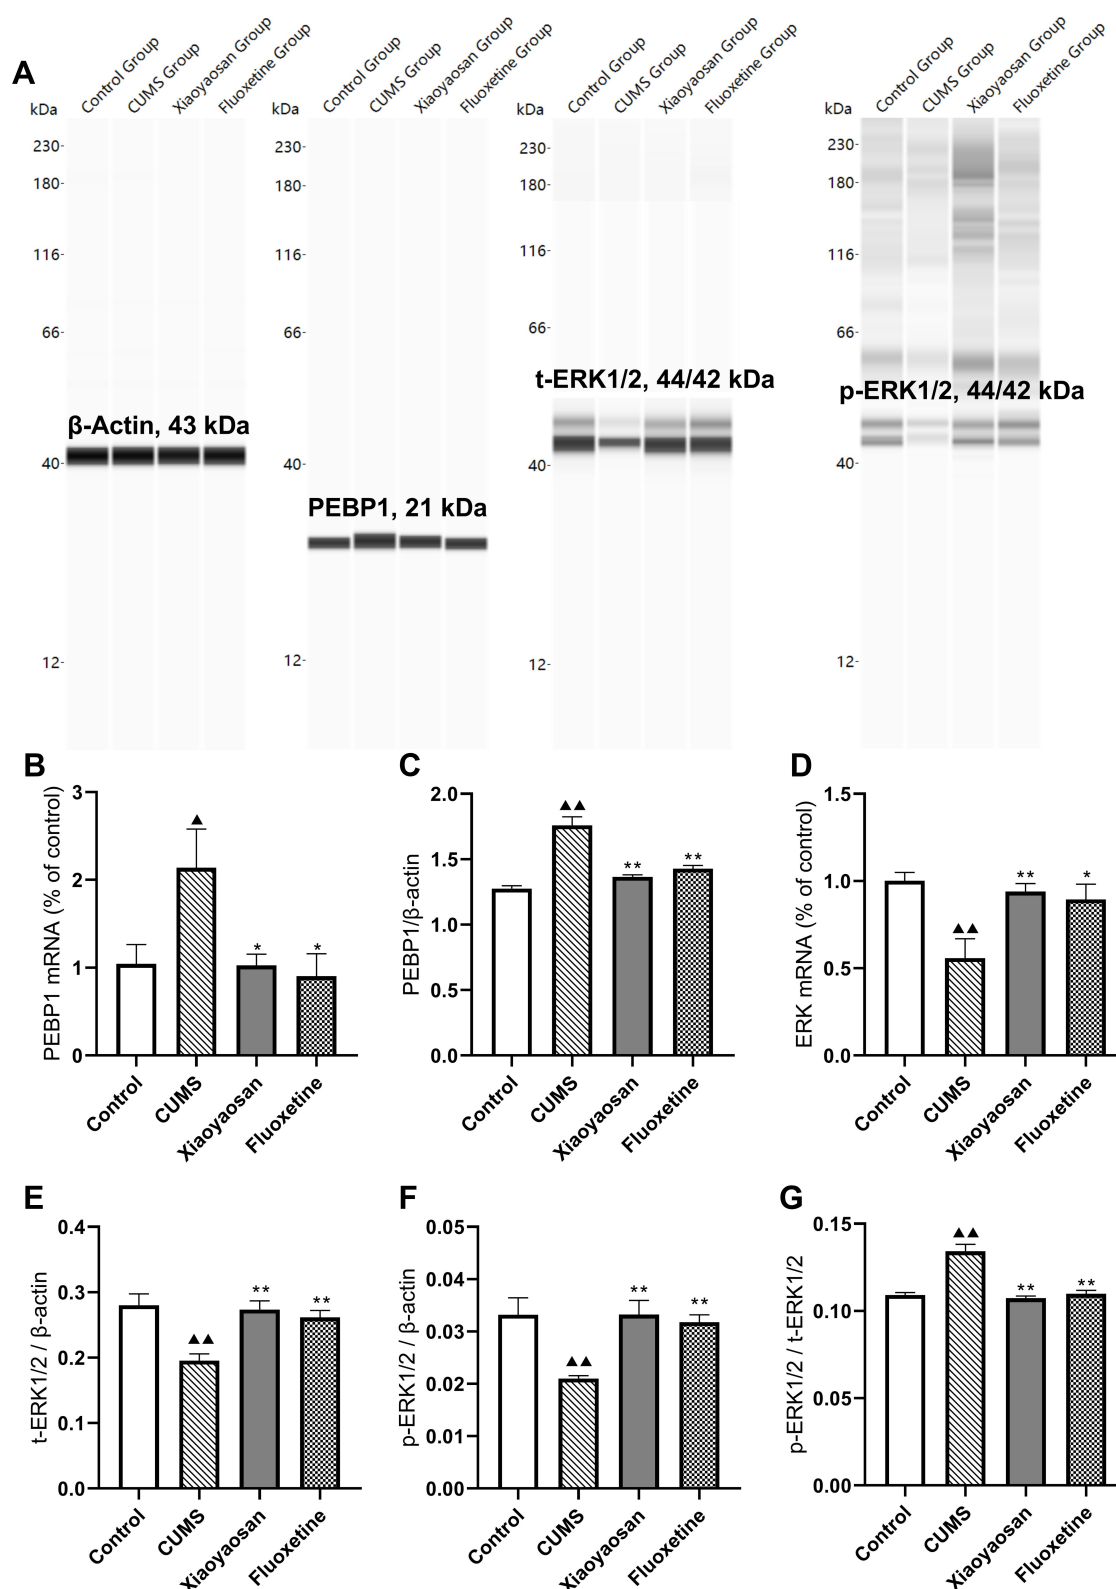 A
Control Group CUMS Group Xiaoyaosan Group Fluoxetine Group
Control Group CUMS Group Xiaoyaosan Group Fluoxetine Group
Control Group CUMS Group Xiaoyaosan Group Fluoxetine Group
Control Group CUMS Group Xiaoyaosan Group Fluoxetine Group
kDa
230-
180-
116-
66-
β-Actin, 43 kDa
40-
12-
kDa
230-
180-
116-
66-
40-
PEBP1, 21 kDa
12-
kDa
230-
180-
116-
66-
t-ERK1/2, 44/42 kDa
40-
12-
kDa
230-
180-
116-
66-
p-ERK1/2, 44/42 kDa
40-
12-
B
PEBP1 mRNA (% of control)
3
2
1
0
▲
*
*
Control CUMS Xiaoyaosan Fluoxetine
C
PEBP1/β-actin
2.0
1.5
1.0
0.5
0.0
▲▲
**
**
Control CUMS Xiaoyaosan Fluoxetine
D
ERK mRNA (% of control)
1.5
1.0
0.5
0.0
▲▲
**
*
Control CUMS Xiaoyaosan Fluoxetine
E
t-ERK1/2 / β-actin
0.4
0.3
0.2
0.1
0.0
▲▲
**
**
Control CUMS Xiaoyaosan Fluoxetine
F
p-ERK1/2 / β-actin
0.05
0.04
0.03
0.02
0.01
0.00
▲▲
**
**
Control CUMS Xiaoyaosan Fluoxetine
G
p-ERK1/2 / t-ERK1/2
0.15
0.10
0.05
0.00
▲▲
**
**
Control CUMS Xiaoyaosan Fluoxetine